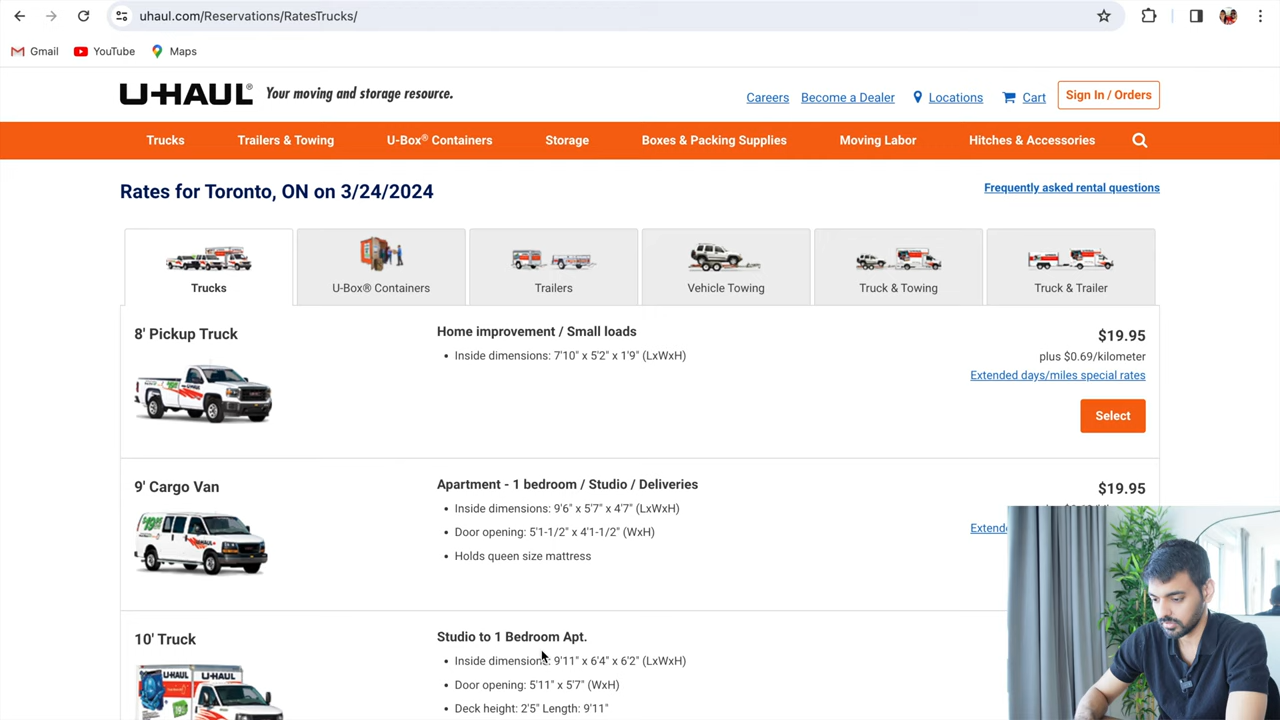 uhaul.com/Reservations/RatesTrucks/
Gmail
YouTube
Maps
U-HAUL® Your moving and storage resource.
Careers
Become a Dealer
Locations
Cart
Sign In / Orders
Trucks
Trailers & Towing
U-Box® Containers
Storage
Boxes & Packing Supplies
Moving Labor
Hitches & Accessories
Rates for Toronto, ON on 3/24/2024
Frequently asked rental questions
Trucks
U-Box® Containers
Trailers
Vehicle Towing
Truck & Towing
Truck & Trailer
8' Pickup Truck
Home improvement / Small loads
• Inside dimensions: 7'10" x 5'2" x 1'9" (LxWxH)
$19.95
plus $0.69/kilometer
Extended days/miles special rates
Select
9' Cargo Van
Apartment - 1 bedroom / Studio / Deliveries
• Inside dimensions: 9'6" x 5'7" x 4'7" (LxWxH)
• Door opening: 5'1-1/2" x 4'1-1/2" (WxH)
• Holds queen size mattress
$19.95
10' Truck
U-HAUL
U-HAUL
Studio to 1 Bedroom Apt.
• Inside dimensions: 9'11" x 6'4" x 6'2" (LxWxH)
• Door opening: 5'11" x 5'7" (WxH)
• Deck height: 2'5" Length: 9'11"